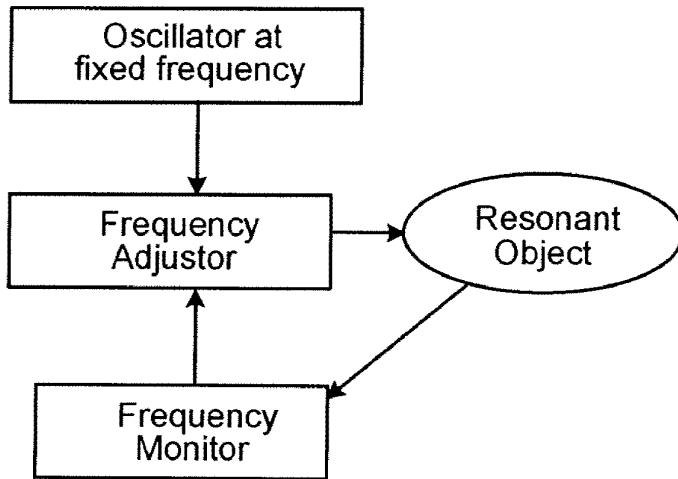 Oscillator at
fixed frequency
Frequency
Adjustor
Resonant
Object
Frequency
Monitor